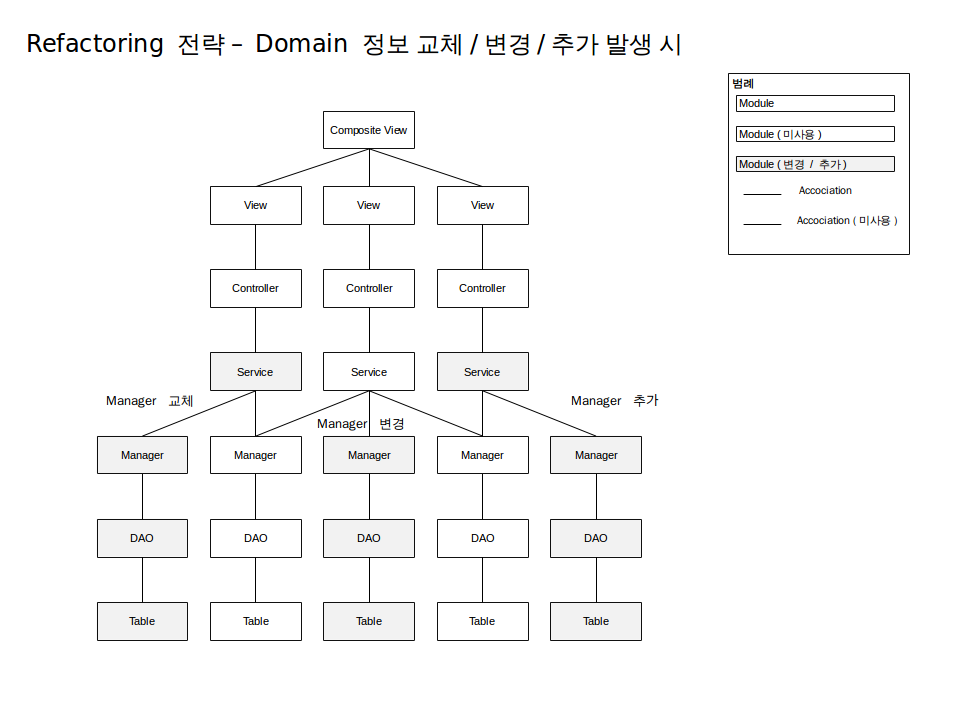 Refactoring 전략 – Domain 정보 교체 / 변경 / 추가 발생 시
범례
Module
Module ( 미사용 )
Module ( 변경 / 추가 )
Accociation
Accociation ( 미사용 )
Composite View
View View View
Controller Controller Controller
Service Service Service
Manager 교체
Manager 추가
Manager 변경
Manager Manager Manager Manager Manager
DAO DAO DAO DAO DAO
Table Table Table Table Table